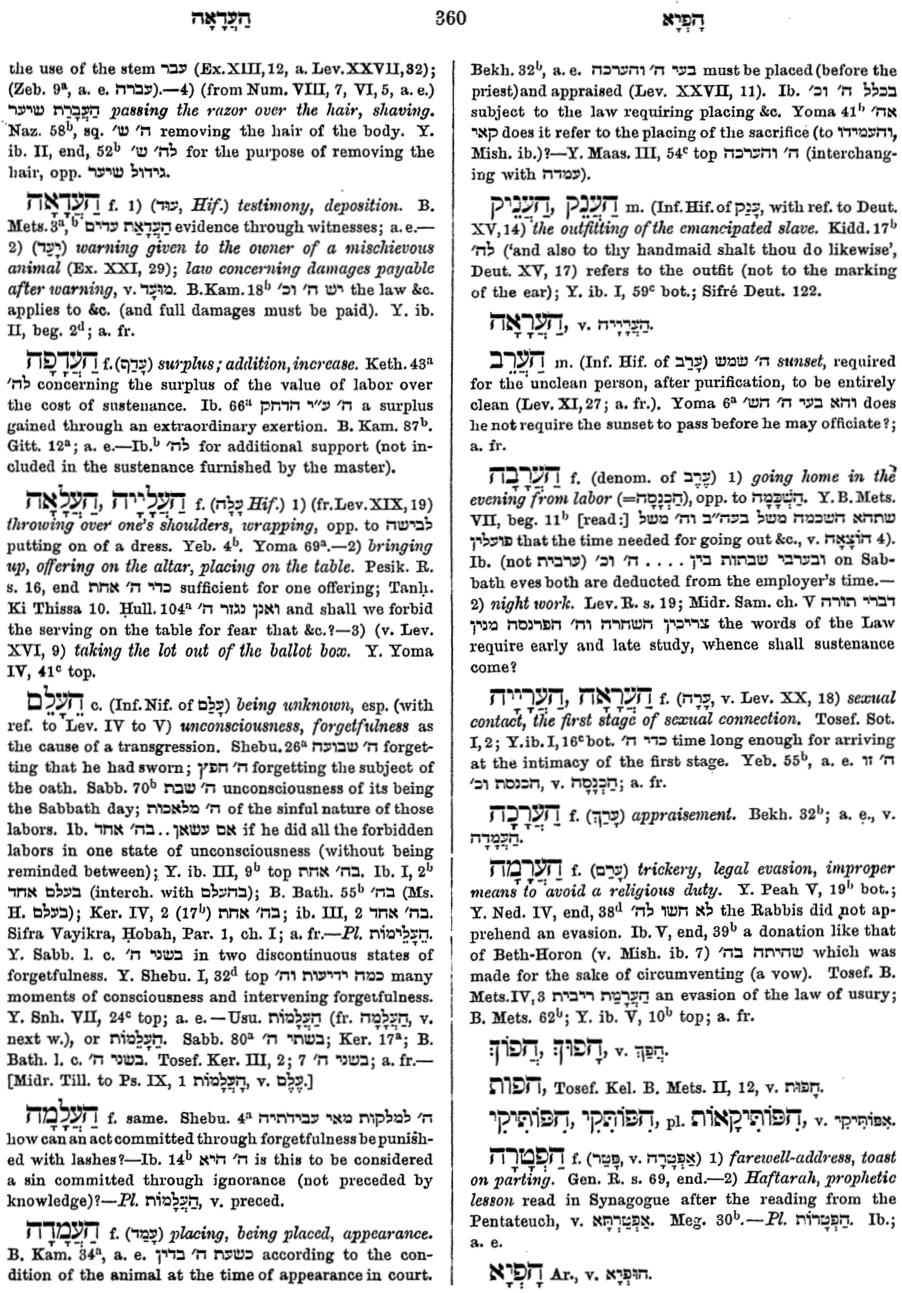 הַעֲרָאָה
360
הָפְיָא
the use of the stem עבר (Ex. XIII, 12, a. Lev. XXVII, 32);
(Zeb. 9ª, a. e. עברה).—4) (from Num. VIII, 7, VI, 5, a. e.)
הַעֲבָרַת שיער passing the razor over the hair, shaving.
Naz. 58ᵇ, sq. ה' ש' removing the hair of the body. Y.
ib. II, end, 52ᵇ לה' ש' for the purpose of removing the
hair, opp. גידול שיער.
הַעֲדָאָה f. 1) (עוּד, Hif.) testimony, deposition. B.
Mets. 3ª,ᵇ הַעֲדָאַת עדים evidence through witnesses; a. e.—
2) (יָעַד) warning given to the owner of a mischievous
animal (Ex. XXI, 29); law concerning damages payable
after warning, v. מוּעָד. B. Kam. 18ᵇ יש ה' וכ' the law &c.
applies to &c. (and full damages must be paid). Y. ib.
II, beg. 2ᵈ; a. fr.
הַעֲדָפָה f. (עָדַף) surplus; addition, increase. Keth. 43ª
לה' concerning the surplus of the value of labor over
the cost of sustenance. Ib. 66ª ה' ע"י הדחק a surplus
gained through an extraordinary exertion. B. Kam. 87ᵇ.
Gitt. 12ª; a. e.—Ib.ᵇ לה' for additional support (not in-
cluded in the sustenance furnished by the master).
הַעֲלָיָיה, הַעֲלָאָה f. (עָלָה Hif.) 1) (fr. Lev. XIX, 19)
throwing over one's shoulders, wrapping, opp. to לבישה
putting on of a dress. Yeb. 4ᵇ. Yoma 69ª.—2) bringing
up, offering on the altar, placing on the table. Pesik. R.
s. 16, end כדי ה' אחת sufficient for one offering; Tanḥ.
Ki Thissa 10. Ḥull. 104ª ואנן נגזר ה' and shall we forbid
the serving on the table for fear that &c.?—3) (v. Lev.
XVI, 9) taking the lot out of the ballot box. Y. Yoma
IV, 41ᶜ top.
הֶעְלֵם c. (Inf. Nif. of עָלַם) being unknown, esp. (with
ref. to Lev. IV to V) unconsciousness, forgetfulness as
the cause of a transgression. Shebu. 26ª ה' שבועה forget-
ting that he had sworn; ה' חפץ forgetting the subject of
the oath. Sabb. 70ᵇ ה' שבת unconsciousness of its being
the Sabbath day; ה' מלאכות of the sinful nature of those
labors. Ib. אם עשאן .. בה' אחד if he did all the forbidden
labors in one state of unconsciousness (without being
reminded between); Y. ib. III, 9ᵇ top בה' אחת. Ib. I, 2ᵇ
בעלם אחד (interch. with בהעלם); B. Bath. 55ᵇ בה' (Ms.
H. בעלם); Ker. IV, 2 (17ᵇ) בה' אחת; ib. III, 2 בה' אחד.
Sifra Vayikra, Ḥobah, Par. 1, ch. I; a. fr.—Pl. הַעֲלֵימוֹת.
Y. Sabb. l. c. בשני ה' in two discontinuous states of
forgetfulness. Y. Shebu. I, 32ᵈ top כמה ידיעות וה' many
moments of consciousness and intervening forgetfulness.
Y. Snh. VII, 24ᶜ top; a. e.—Usu. הַעֲלָמוֹת (fr. הַעֲלָמָה, v.
next w.), or הַעֲלֵמוֹת. Sabb. 80ª בשתי ה'; Ker. 17ª; B.
Bath. l. c. בשני ה'. Tosef. Ker. III, 2; 7 בשני ה'; a. fr.—
[Midr. Till. to Ps. IX, 1 הָעֲלָמוֹת, v. עֶלֶם.]
הַעֲלָמָה f. same. Shebu. 4ª ה' למלקות מאי עבידתיה
how can an act committed through forgetfulness be punish-
ed with lashes?—Ib. 14ᵇ ה' היא is this to be considered
a sin committed through ignorance (not preceded by
knowledge)?—Pl. הַעֲלָמוֹת, v. preced.
הַעֲמָדָה f. (עָמַד) placing, being placed, appearance.
B. Kam. 34ª, a. e. כשעת ה' בדין according to the con-
dition of the animal at the time of appearance in court.
Bekh. 32ᵇ, a. e. בעי ה' והערכה must be placed (before the
priest) and appraised (Lev. XXVII, 11). Ib. בכלל ה' וכ'
subject to the law requiring placing &c. Yoma 41ᵇ אה'
קאי does it refer to the placing of the sacrifice (to והעמידו,
Mish. ib.)?—Y. Maas. III, 54ᶜ top ה' והערכה (interchang-
ing with עמדה).
הַעֲנֵק, הַעֲנֵיק m. (Inf. Hif. of עָנַק, with ref. to Deut.
XV, 14) the outfitting of the emancipated slave. Kidd. 17ᵇ
לה' ('and also to thy handmaid shalt thou do likewise',
Deut. XV, 17) refers to the outfit (not to the marking
of the ear); Y. ib. I, 59ᶜ bot.; Sifré Deut. 122.
הַעֲרָאָה, v. הַעֲרָיָיה.
הַעֲרֵב m. (Inf. Hif. of עָרַב) ה' שמש sunset, required
for the unclean person, after purification, to be entirely
clean (Lev. XI, 27; a. fr.). Yoma 6ª והא בעי ה' הש' does
he not require the sunset to pass before he may officiate?;
a. fr.
הַעֲרָבָה f. (denom. of עֶרֶב) 1) going home in the
evening from labor (=הַכְנָסָה), opp. to הַשְׁכָּמָה. Y. B. Mets.
VII, beg. 11ᵇ [read:] שתהא השכמה משל בעה"ב וה' משל
פועלין that the time needed for going out &c., v. הוֹצָאָה 4).
Ib. (not ערבית) ובערבי שבתות בין .... ה' וכ' on Sab-
bath eves both are deducted from the employer's time.—
2) night work. Lev. R. s. 19; Midr. Sam. ch. V דברי תורה
צריכין השחרה וה' הפרנסה מנין the words of the Law
require early and late study, whence shall sustenance
come?
הַעֲרָאָה, הַעֲרָיָיה f. (עָרָה, v. Lev. XX, 18) sexual
contact, the first stage of sexual connection. Tosef. Sot.
I, 2; Y. ib. I, 16ᶜ bot. כדי ה' time long enough for arriving
at the intimacy of the first stage. Yeb. 55ᵇ, a. e. ה' זו
הכנסת וכ', v. הַכְנָסָה; a. fr.
הַעֲרָכָה f. (עָרַךְ) appraisement. Bekh. 32ᵇ; a. e., v.
הַעֲמָדָה.
הַעֲרָמָה f. (עָרַם) trickery, legal evasion, improper
means to avoid a religious duty. Y. Peah V, 19ᵇ bot.;
Y. Ned. IV, end, 38ᵈ לא חשו לה' the Rabbis did not ap-
prehend an evasion. Ib. V, end, 39ᵇ a donation like that
of Beth-Horon (v. Mish. ib. 7) שהיתה בה' which was
made for the sake of circumventing (a vow). Tosef. B.
Mets. IV, 3 הַעֲרָמַת ריבית an evasion of the law of usury;
B. Mets. 62ᵇ; Y. ib. V, 10ᵇ top; a. fr.
הָפוּךְ, הֲפוֹךְ, v. הָפַךְ.
הפות, Tosef. Kel. B. Mets. II, 12, v. חָפוּת.
הִפּוֹתֵיקִי, הִפּוֹתֵקִי, pl. הִפּוֹתֵיקָאוֹת, v. אִפּוֹתֵיקִי.
הַפְטָרָה f. (פָּטַר, v. אַפְטָרָה) 1) farewell-address, toast
on parting. Gen. R. s. 69, end.—2) Haftarah, prophetic
lesson read in Synagogue after the reading from the
Pentateuch, v. אַפְטַרְתָּא. Meg. 30ᵇ.—Pl. הַפְטָרוֹת. Ib.;
a. e.
הָפְיָא Ar., v. חוּפְיָא.